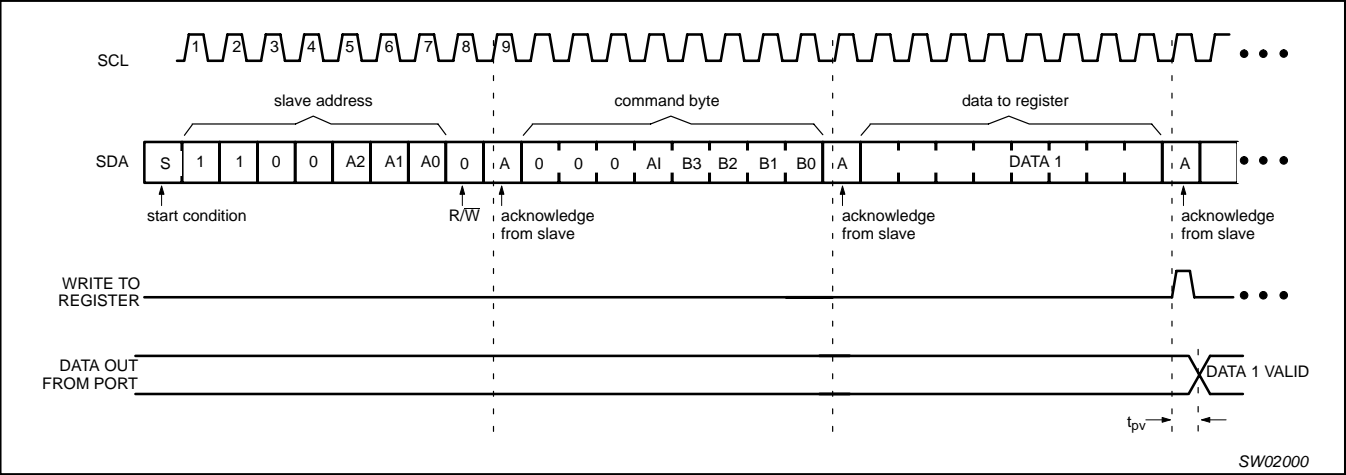 SCL
1 2 3 4 5 6 7 8 9
slave address command byte data to register
SDA S 1 1 0 0 A2 A1 A0 0 A 0 0 0 AI B3 B2 B1 B0 A DATA 1 A
start condition R/W̅ acknowledge from slave acknowledge from slave acknowledge from slave
WRITE TO
REGISTER
DATA OUT
FROM PORT
DATA 1 VALID
tpv
SW02000